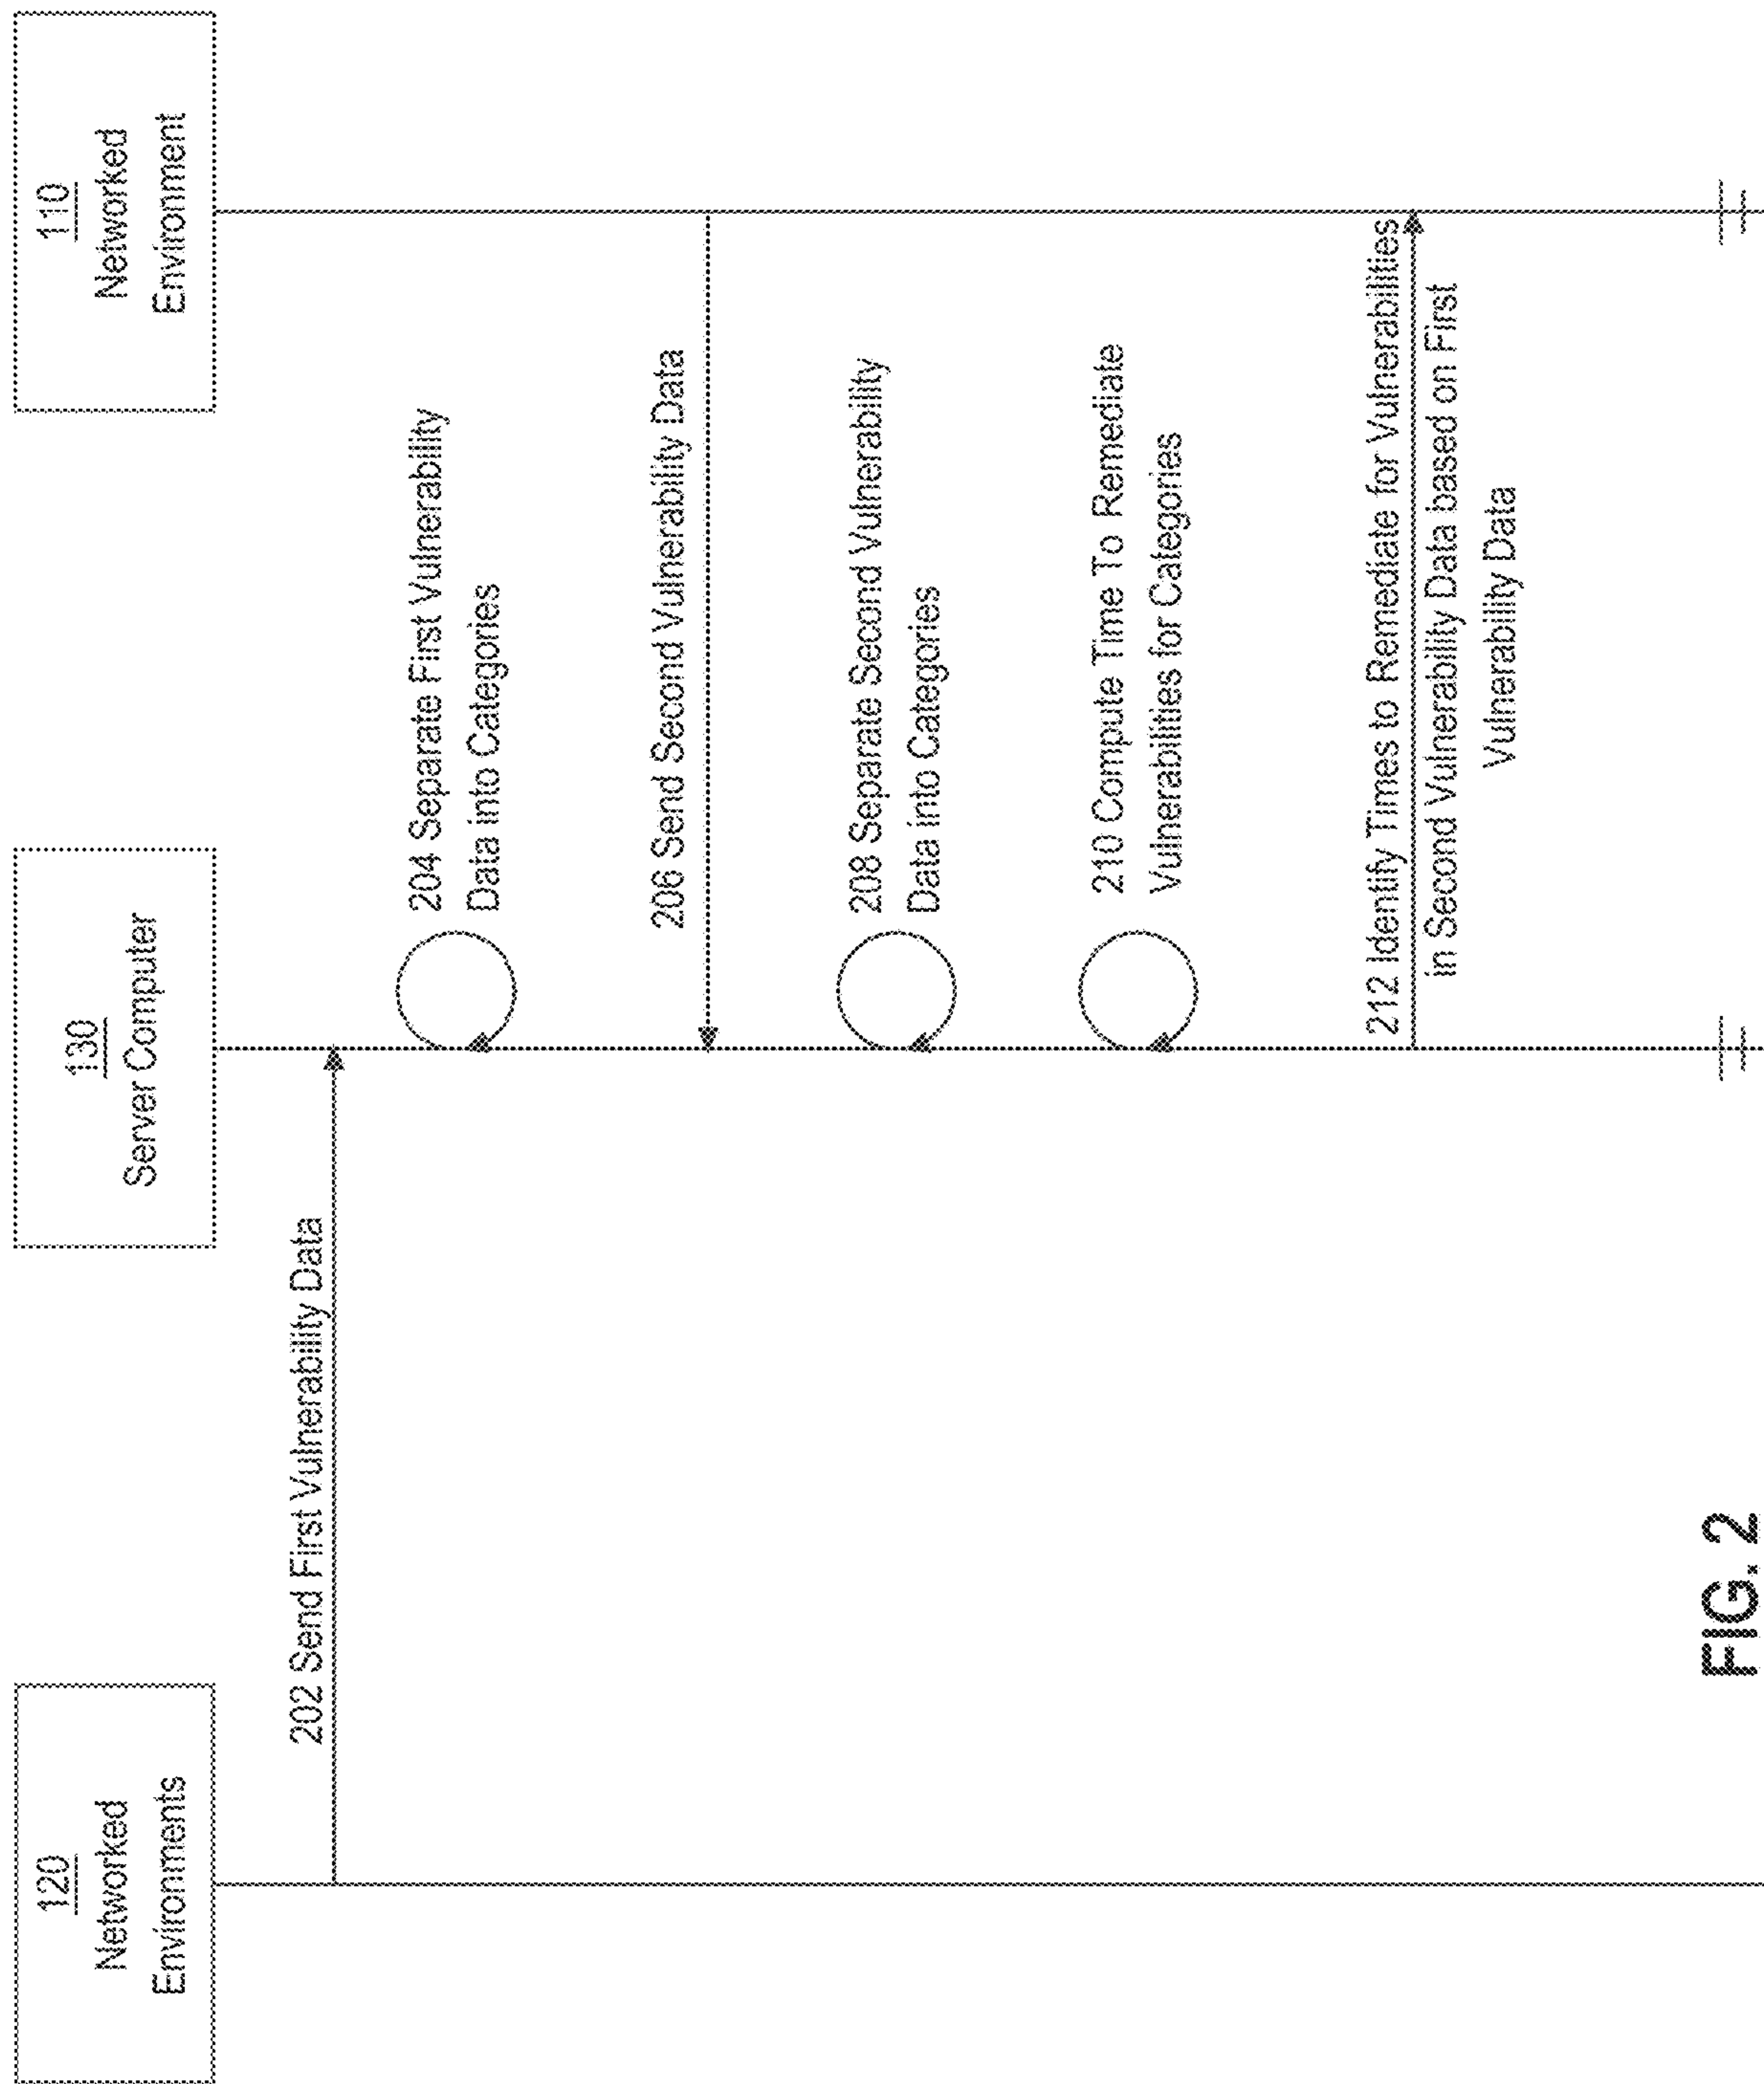 120
Networked
Environments
130
Server Computer
110
Networked
Environment
202 Send First Vulnerability Data
204 Separate First Vulnerability
Data into Categories
206 Send Second Vulnerability Data
208 Separate Second Vulnerability
Data into Categories
210 Compute Time To Remediate
Vulnerabilities for Categories
212 Identify Times to Remediate for Vulnerabilities
in Second Vulnerability Data based on First
Vulnerability Data
FIG. 2